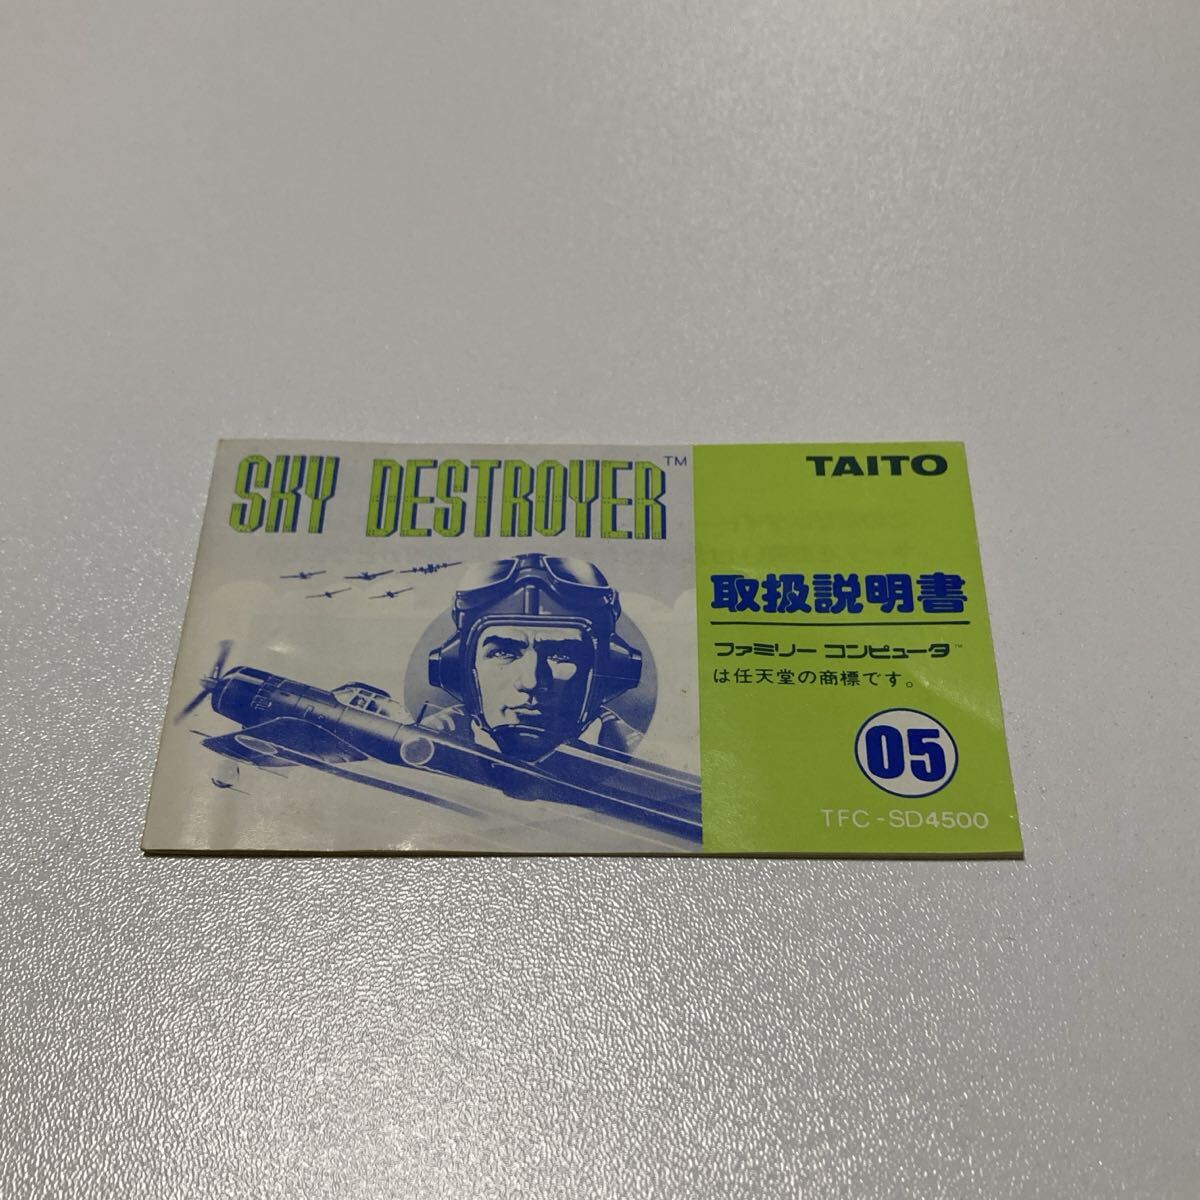 SKY DESTROYER™
TAITO
取扱説明書
ファミリー コンピュータ™
は任天堂の商標です。
05
TFC-SD4500